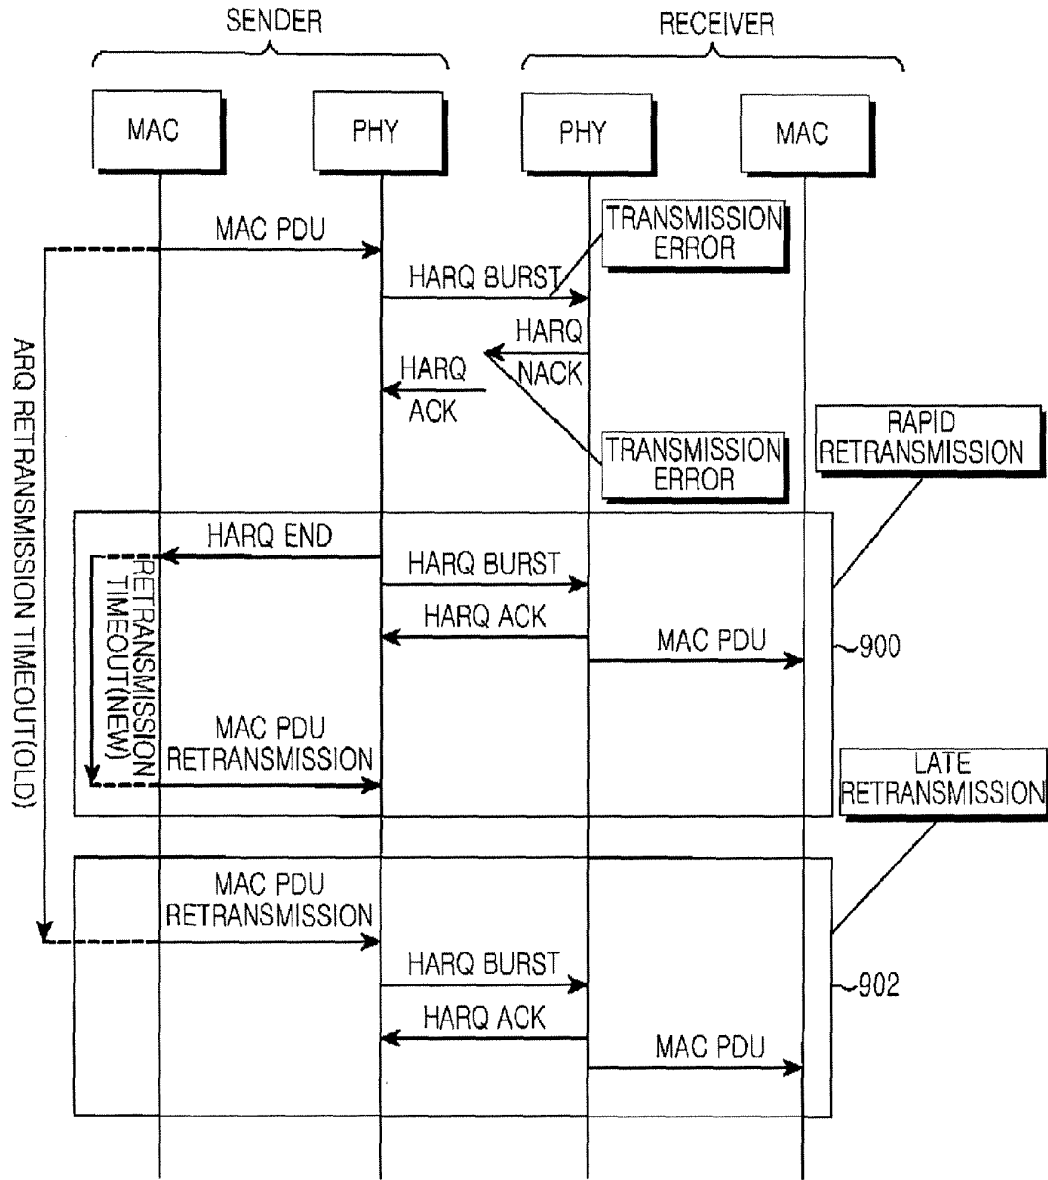 SENDER
RECEIVER
MAC
PHY
PHY
MAC
MAC PDU
TRANSMISSION
ERROR
HARQ BURST
HARQ
NACK
HARQ
ACK
TRANSMISSION
ERROR
RAPID
RETRANSMISSION
ARQ RETRANSMISSION TIMEOUT(OLD)
HARQ END
HARQ BURST
RETRANSMISSION
TIMEOUT(NEW)
HARQ ACK
MAC PDU
900
MAC PDU
RETRANSMISSION
LATE
RETRANSMISSION
MAC PDU
RETRANSMISSION
HARQ BURST
902
HARQ ACK
MAC PDU